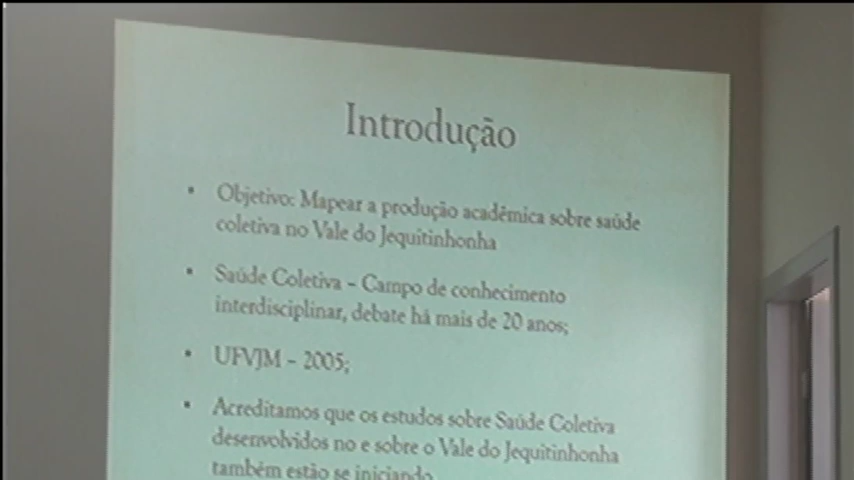 Introdução
• Objetivo: Mapear a produção acadêmica sobre saúde
coletiva no Vale do Jequitinhonha
• Saúde Coletiva – Campo de conhecimento
interdisciplinar, debate há mais de 20 anos;
• UFVJM – 2005;
• Acreditamos que os estudos sobre Saúde Coletiva
desenvolvidos no e sobre o Vale do Jequitinhonha
também estão se iniciando